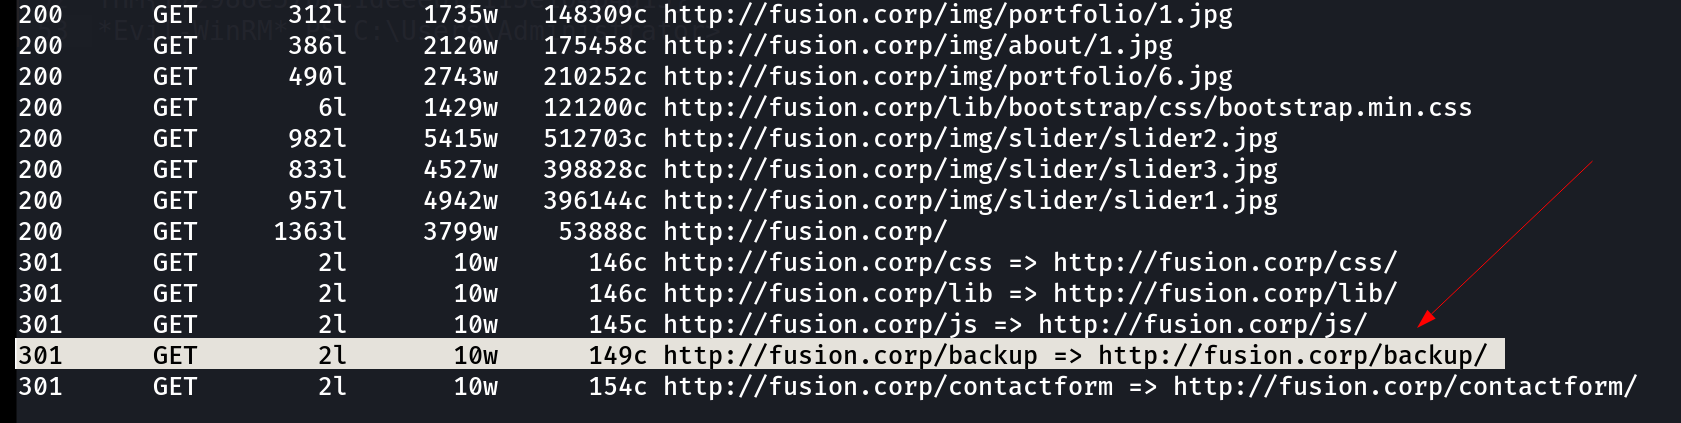 200 GET 312l 1735w 148309c http://fusion.corp/img/portfolio/1.jpg
200 GET 386l 2120w 175458c http://fusion.corp/img/about/1.jpg
200 GET 490l 2743w 210252c http://fusion.corp/img/portfolio/6.jpg
200 GET 6l 1429w 121200c http://fusion.corp/lib/bootstrap/css/bootstrap.min.css
200 GET 982l 5415w 512703c http://fusion.corp/img/slider/slider2.jpg
200 GET 833l 4527w 398828c http://fusion.corp/img/slider/slider3.jpg
200 GET 957l 4942w 396144c http://fusion.corp/img/slider/slider1.jpg
200 GET 1363l 3799w 53888c http://fusion.corp/
301 GET 2l 10w 146c http://fusion.corp/css => http://fusion.corp/css/
301 GET 2l 10w 146c http://fusion.corp/lib => http://fusion.corp/lib/
301 GET 2l 10w 145c http://fusion.corp/js => http://fusion.corp/js/
301 GET 2l 10w 149c http://fusion.corp/backup => http://fusion.corp/backup/
301 GET 2l 10w 154c http://fusion.corp/contactform => http://fusion.corp/contactform/